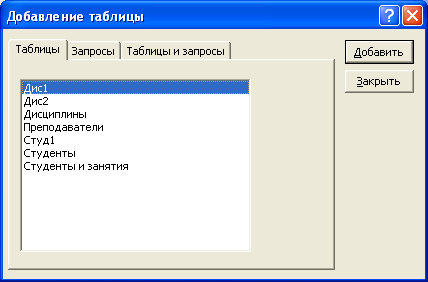 Добавление таблицы
Таблицы Запросы Таблицы и запросы
Добавить
Закрыть
Дис1
Дис2
Дисциплины
Преподаватели
Студ1
Студенты
Студенты и занятия